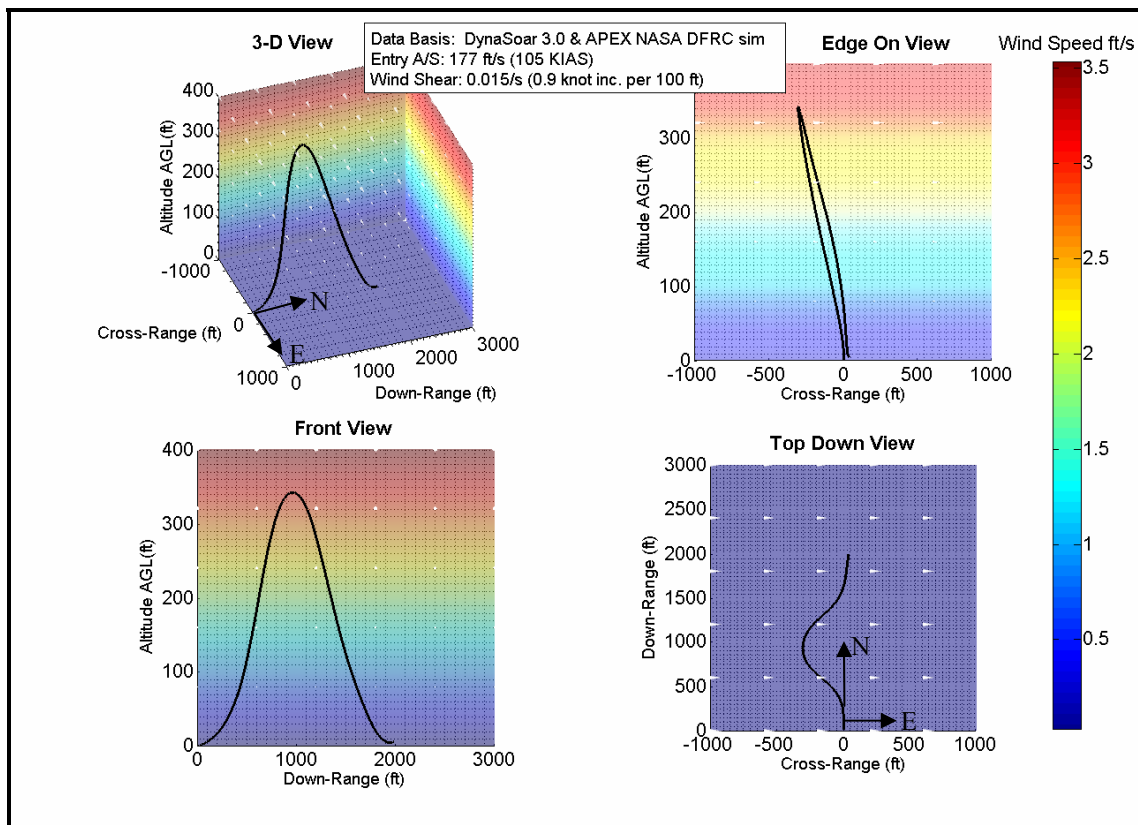 Data Basis:  DynaSoar 3.0 & APEX NASA DFRC sim
Entry A/S: 177 ft/s (105 KIAS)
Wind Shear: 0.015/s (0.9 knot inc. per 100 ft)
3-D View
Altitude AGL(ft)
400
300
200
100
0
-1000
0
1000
Cross-Range (ft)
N
E
0
1000
2000
3000
Down-Range (ft)
Edge On View
Altitude AGL(ft)
300
200
100
0
-1000
-500
0
500
1000
Cross-Range (ft)
Wind Speed ft/s
3.5
3
2.5
2
1.5
1
0.5
Front View
Altitude AGL(ft)
400
300
200
100
0
0
1000
2000
3000
Down-Range (ft)
Top Down View
Down-Range (ft)
3000
2500
2000
1500
1000
500
0
N
E
-1000
-500
0
500
1000
Cross-Range (ft)